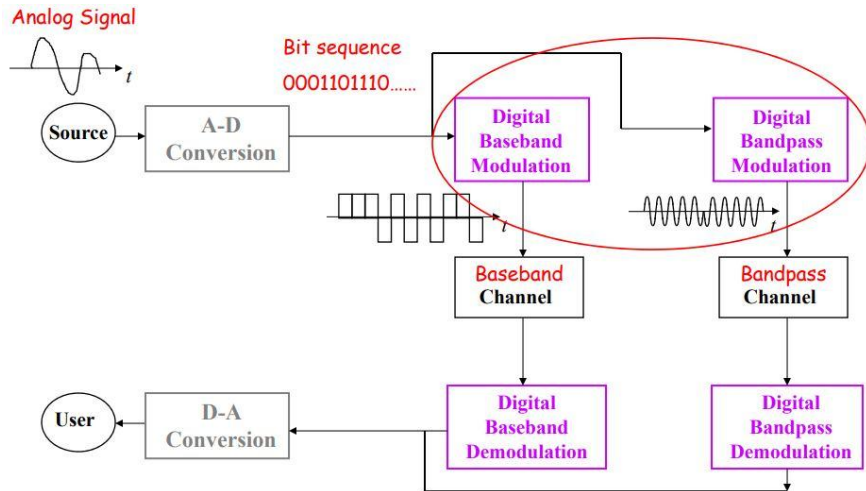 Analog Signal
t
Bit sequence
0001101110......
Source
A-D
Conversion
Digital
Baseband
Modulation
Digital
Bandpass
Modulation
t
t
Baseband
Channel
Bandpass
Channel
User
D-A
Conversion
Digital
Baseband
Demodulation
Digital
Bandpass
Demodulation